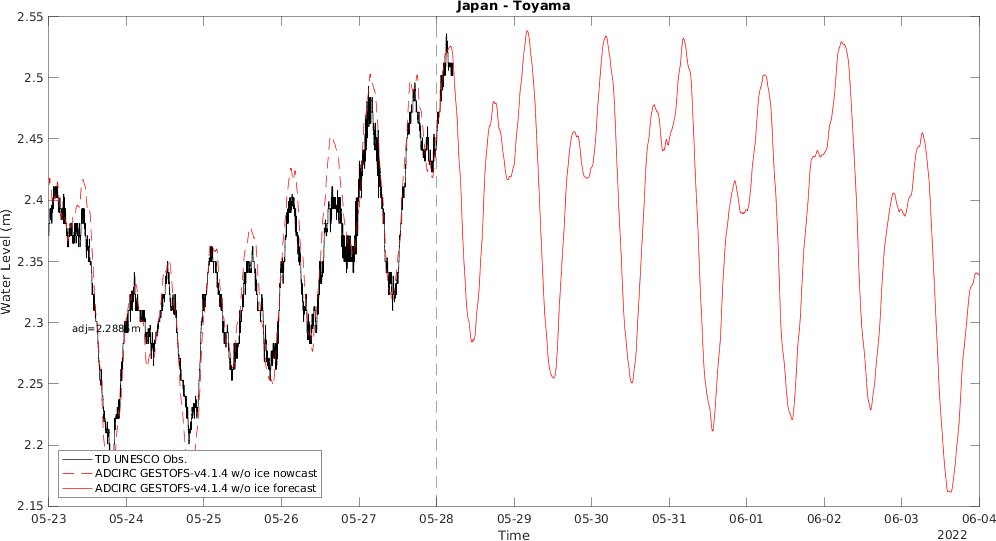 Japan - Toyama
2.55
2.5
2.45
2.4
2.35
2.3
2.25
2.2
2.15
Water Level (m)
TD UNESCO Obs.
ADCIRC GESTOFS-v4.1.4 w/o ice nowcast
ADCIRC GESTOFS-v4.1.4 w/o ice forecast
05-23 05-24 05-25 05-26 05-27 05-28 05-29 05-30 05-31 06-01 06-02 06-03 06-04
Time
2022